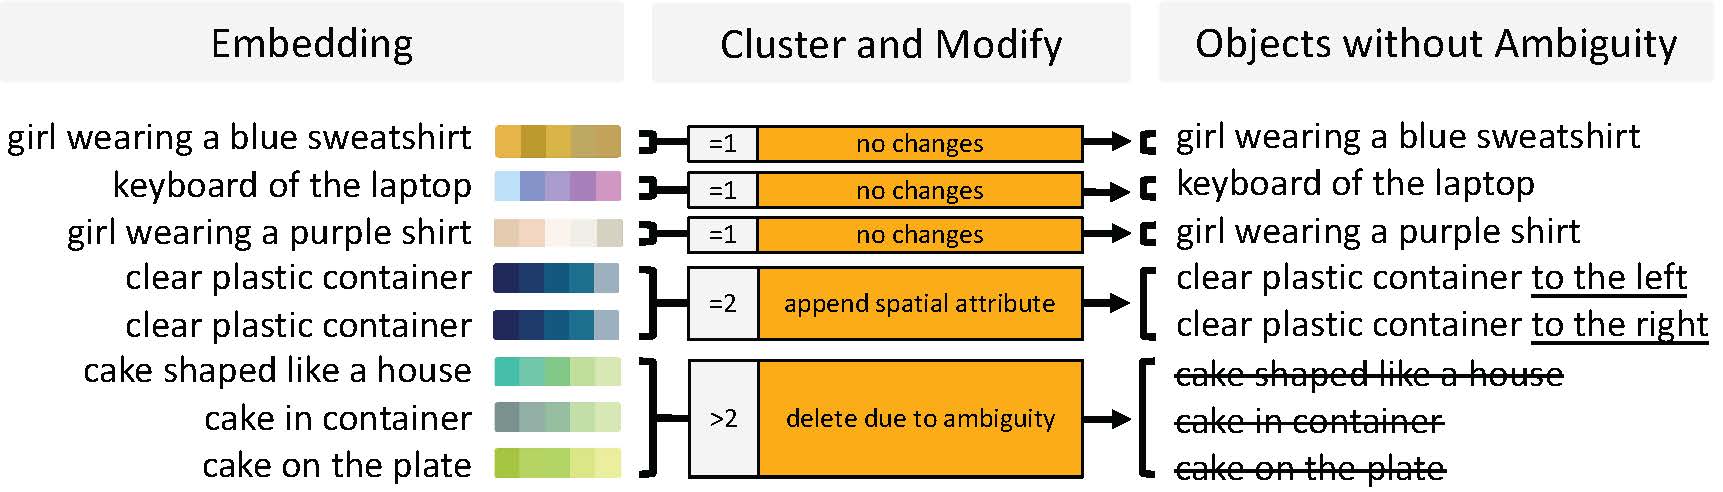 Embedding
Cluster and Modify
Objects without Ambiguity
girl wearing a blue sweatshirt
=1
no changes
girl wearing a blue sweatshirt
keyboard of the laptop
=1
no changes
keyboard of the laptop
girl wearing a purple shirt
=1
no changes
girl wearing a purple shirt
clear plastic container
clear plastic container
=2
append spatial attribute
clear plastic container to the left
clear plastic container to the right
cake shaped like a house
cake in container
cake on the plate
>2
delete due to ambiguity
cake shaped like a house
cake in container
cake on the plate